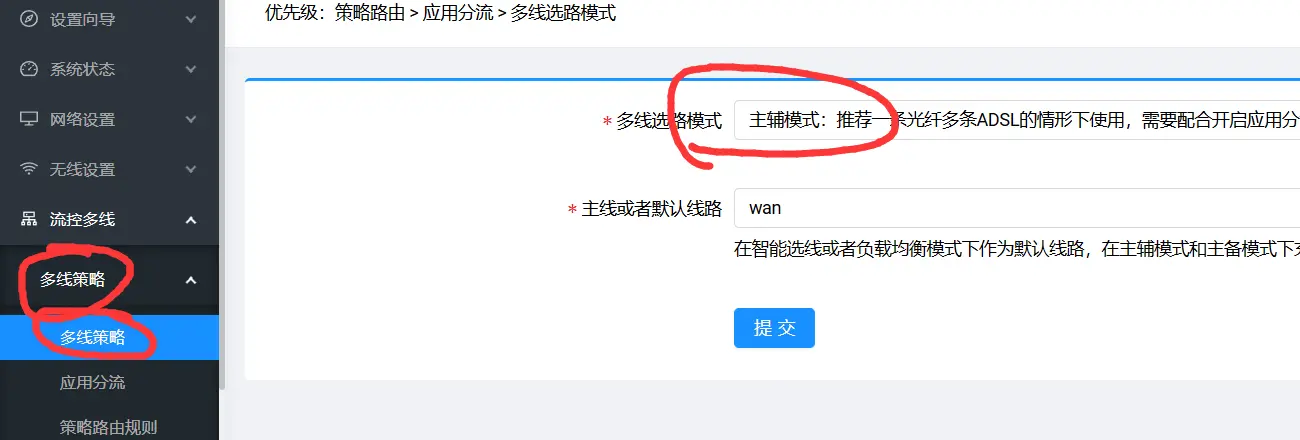 设置向导
系统状态
网络设置
无线设置
流控多线
多线策略
多线策略
应用分流
策略路由规则
优先级：策略路由 > 应用分流 > 多线选路模式
* 多线选路模式
主辅模式：推荐一条光纤多条ADSL的情形下使用，需要配合开启应用分
* 主线或者默认线路
wan
在智能选线或者负载均衡模式下作为默认线路，在主辅模式和主备模式下
提 交